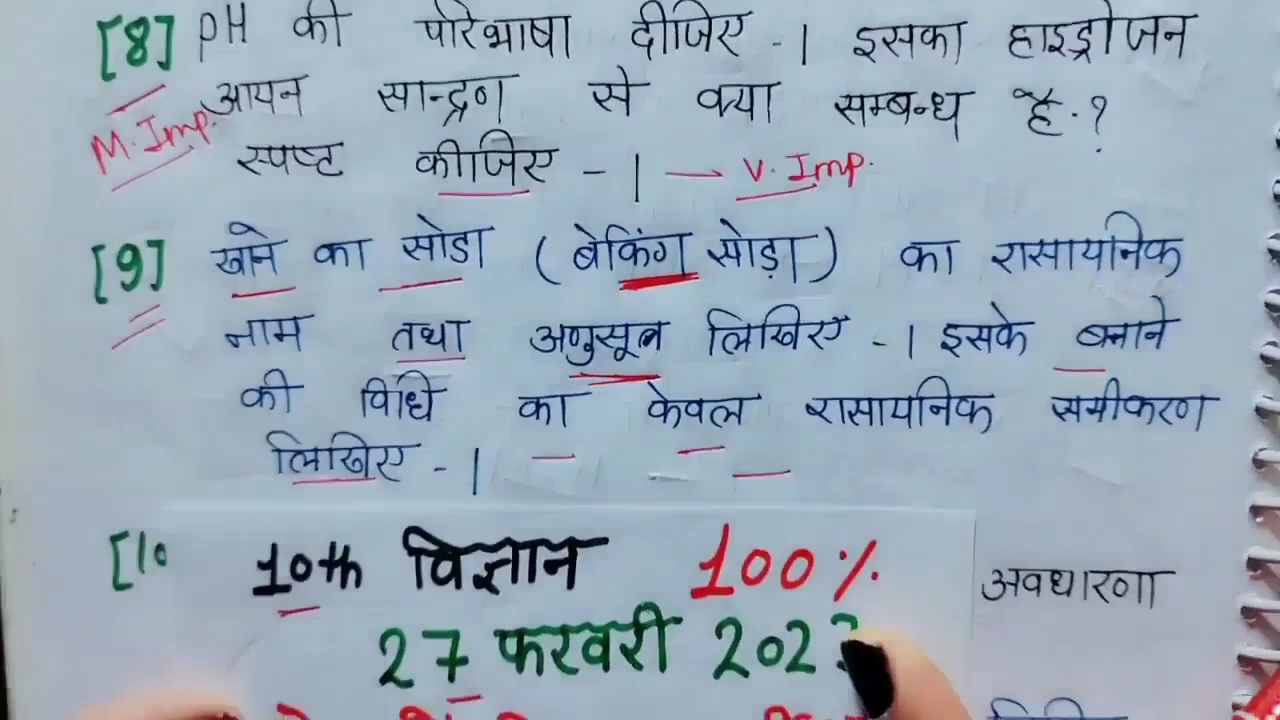 [8] pH की परिभाषा दीजिए - | इसका हाइड्रोजन
M. Imp. आयन सान्द्रण से क्या सम्बन्ध है.?
स्पष्ट कीजिए - | → V. Imp.
[9] खाने का सोडा (बेकिंग सोड़ा) का रासायनिक
नाम तथा अणुसूत्र लिखिए - | इसके बनाने
की विधि का केवल रासायनिक समीकरण
लिखिए - |
[10 अवधारणा
10th विज्ञान 100%
27 फरवरी 202